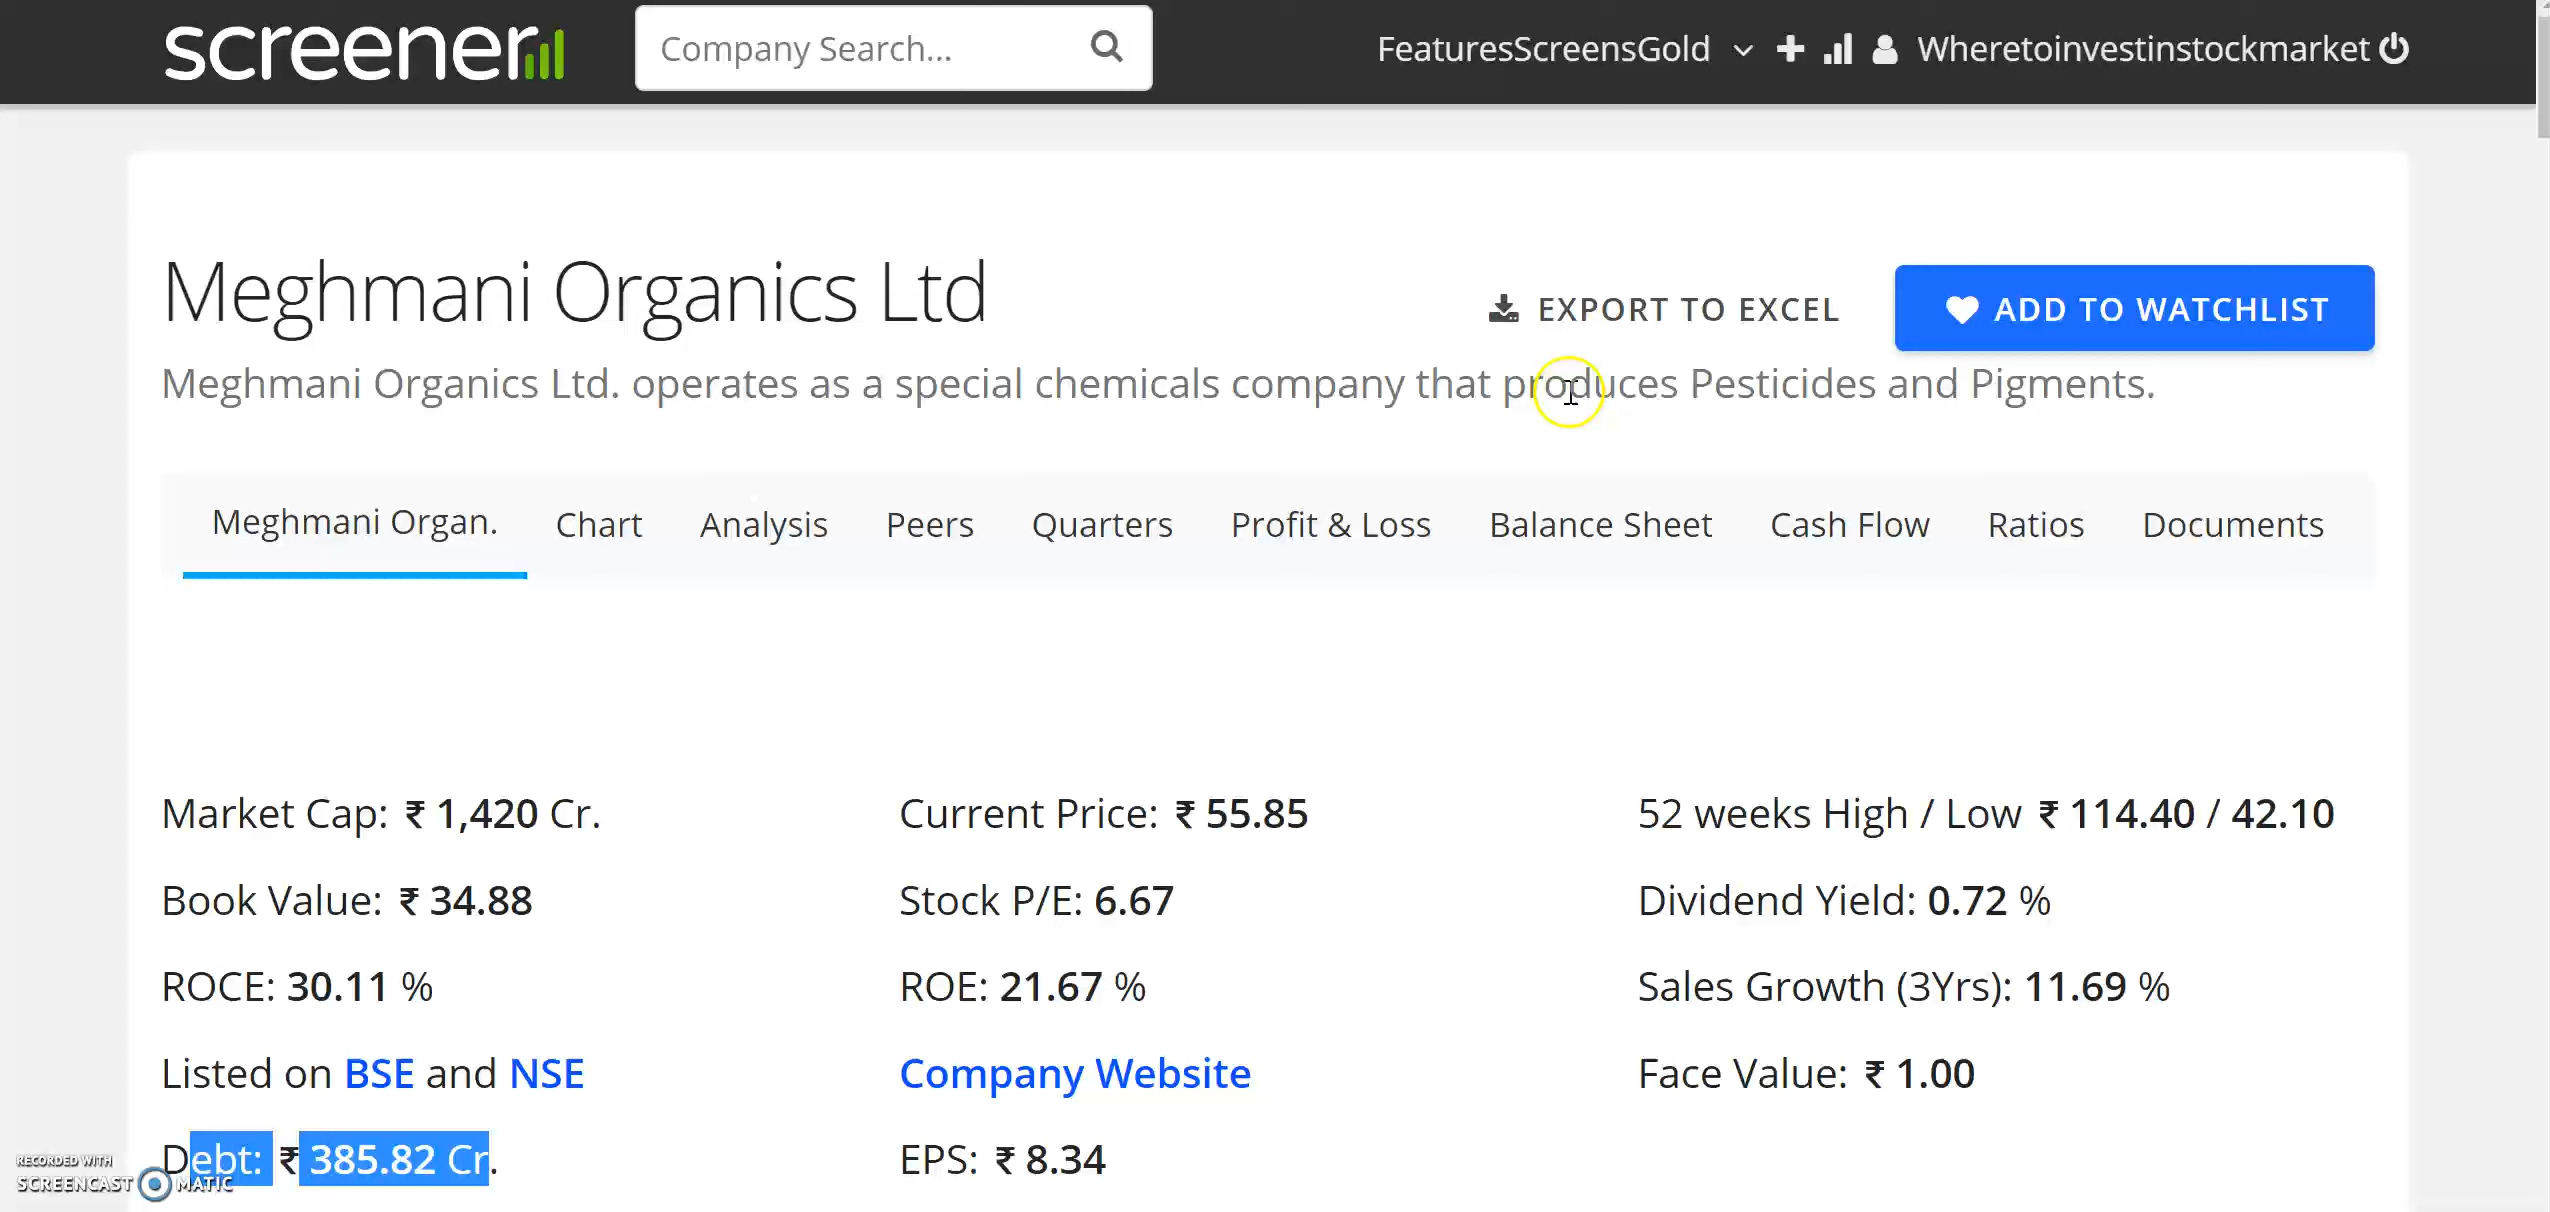 screener
Company Search...
FeaturesScreensGold
Wheretoinvestinstockmarket
Meghmani Organics Ltd
EXPORT TO EXCEL
ADD TO WATCHLIST
Meghmani Organics Ltd. operates as a special chemicals company that produces Pesticides and Pigments.
Meghmani Organ. Chart Analysis Peers Quarters Profit & Loss Balance Sheet Cash Flow Ratios Documents
Market Cap: ₹ 1,420 Cr. Current Price: ₹ 55.85 52 weeks High / Low ₹ 114.40 / 42.10
Book Value: ₹ 34.88 Stock P/E: 6.67 Dividend Yield: 0.72 %
ROCE: 30.11 % ROE: 21.67 % Sales Growth (3Yrs): 11.69 %
Listed on BSE and NSE Company Website Face Value: ₹ 1.00
Debt: ₹ 385.82 Cr. EPS: ₹ 8.34
RECORDED WITH
SCREENCAST MATIC